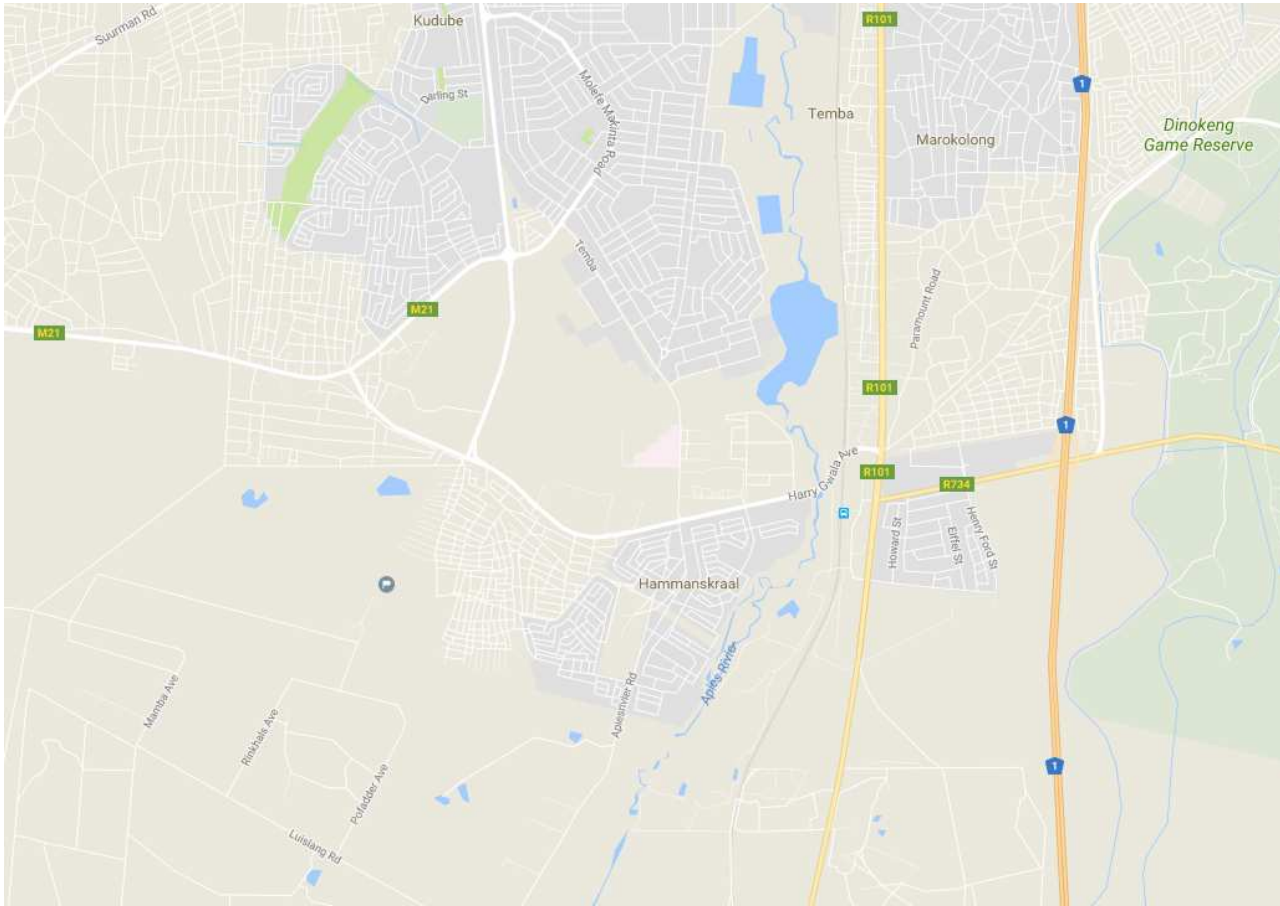 Suurman Rd
Kudube
R101
1
Darling St
Molefe Makinta Road
Temba
Marokolong
Dinokeng
Game Reserve
Temba
Paramount Road
M21
M21
R101
1
Harry Gwala Ave
R101
R734
Howard St
Eiffel St
Henry Ford St
Hammanskraal
Apies Rivier
Apiesrivier Rd
Mamba Ave
Rinkhals Ave
Pofadder Ave
Luislang Rd
1